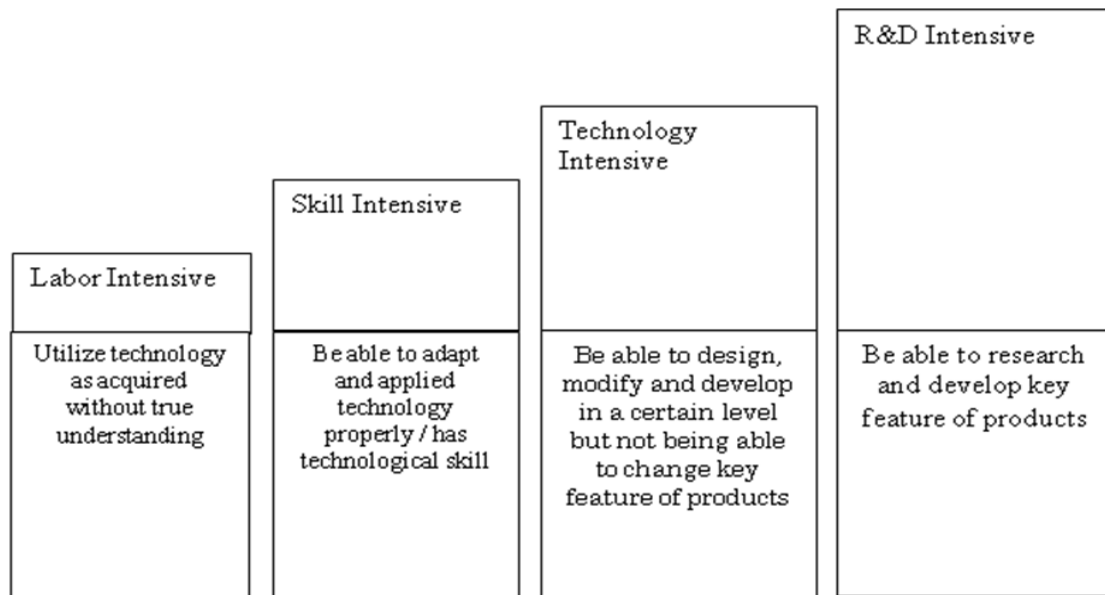 Labor Intensive
Utilize technology
as acquired
without true
understanding
Skill Intensive
Be able to adapt
and applied
technology
properly / has
technological skill
Technology
Intensive
Be able to design,
modify and develop
in a certain level
but not being able
to change key
feature of products
R&D Intensive
Be able to research
and develop key
feature of products